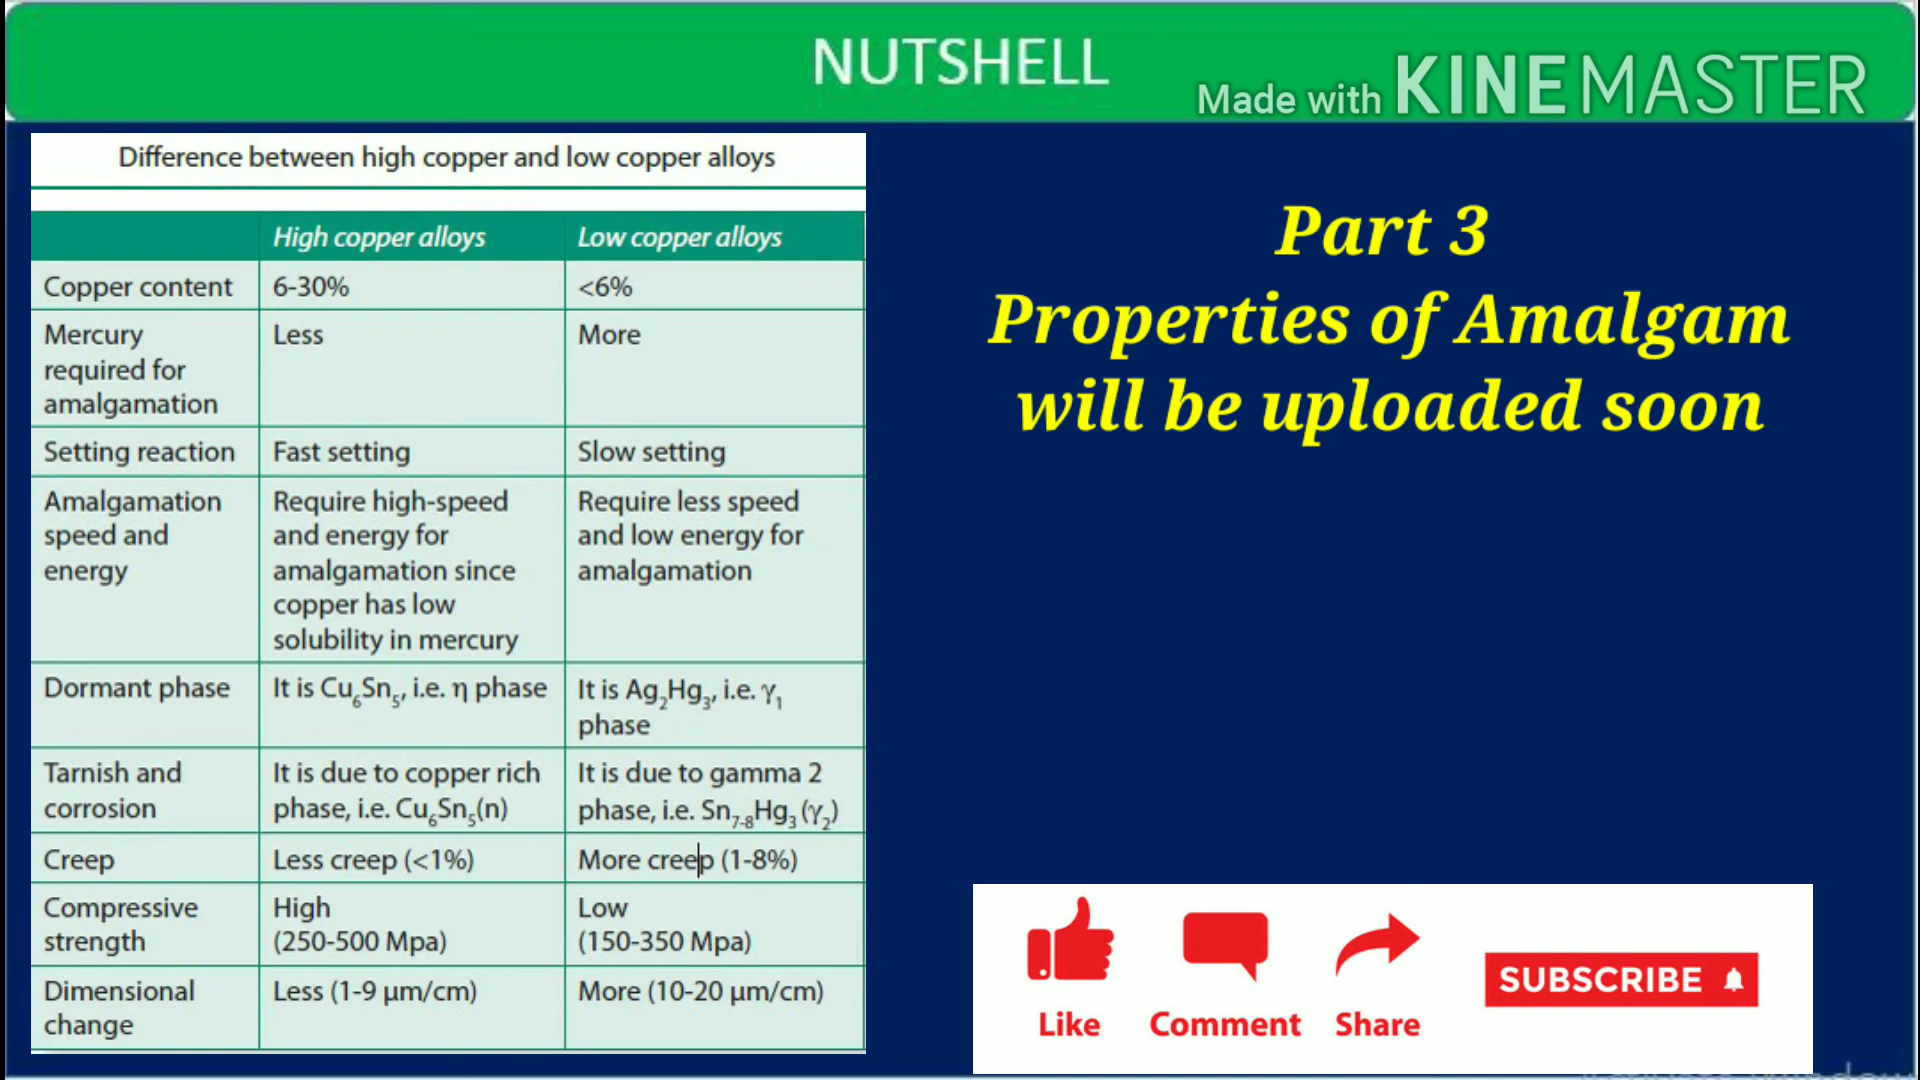 NUTSHELL
Made with KINEMASTER
Difference between high copper and low copper alloys
High copper alloys Low copper alloys
Copper content 6-30% <6%
Mercury Less More
required for
amalgamation
Setting reaction Fast setting Slow setting
Amalgamation Require high-speed Require less speed
speed and and energy for and low energy for
energy amalgamation since amalgamation
copper has low
solubility in mercury
Dormant phase It is Cu₆Sn₅, i.e. η phase It is Ag₂Hg₃, i.e. γ₁
phase
Tarnish and It is due to copper rich It is due to gamma 2
corrosion phase, i.e. Cu₆Sn₅(n) phase, i.e. Sn₇₋₈Hg₃ (γ₂)
Creep Less creep (<1%) More creep (1-8%)
Compressive High Low
strength (250-500 Mpa) (150-350 Mpa)
Dimensional Less (1-9 µm/cm) More (10-20 µm/cm)
change
Part 3
Properties of Amalgam
will be uploaded soon
Like Comment Share
SUBSCRIBE